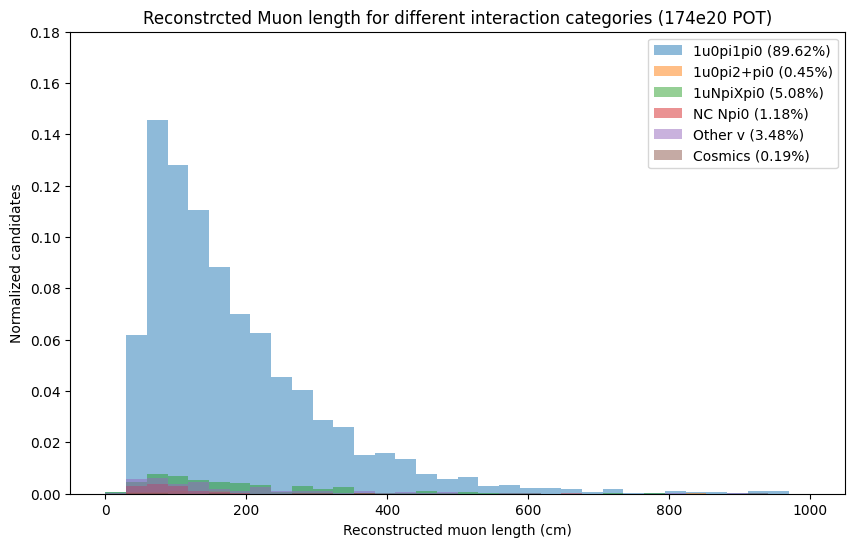 Reconstrcted Muon length for different interaction categories (174e20 POT)
1u0pi1pi0 (89.62%)
1u0pi2+pi0 (0.45%)
1uNpiXpi0 (5.08%)
NC Npi0 (1.18%)
Other v (3.48%)
Cosmics (0.19%)
Normalized candidates
0.18
0.16
0.14
0.12
0.10
0.08
0.06
0.04
0.02
0.00
0 200 400 600 800 1000
Reconstructed muon length (cm)